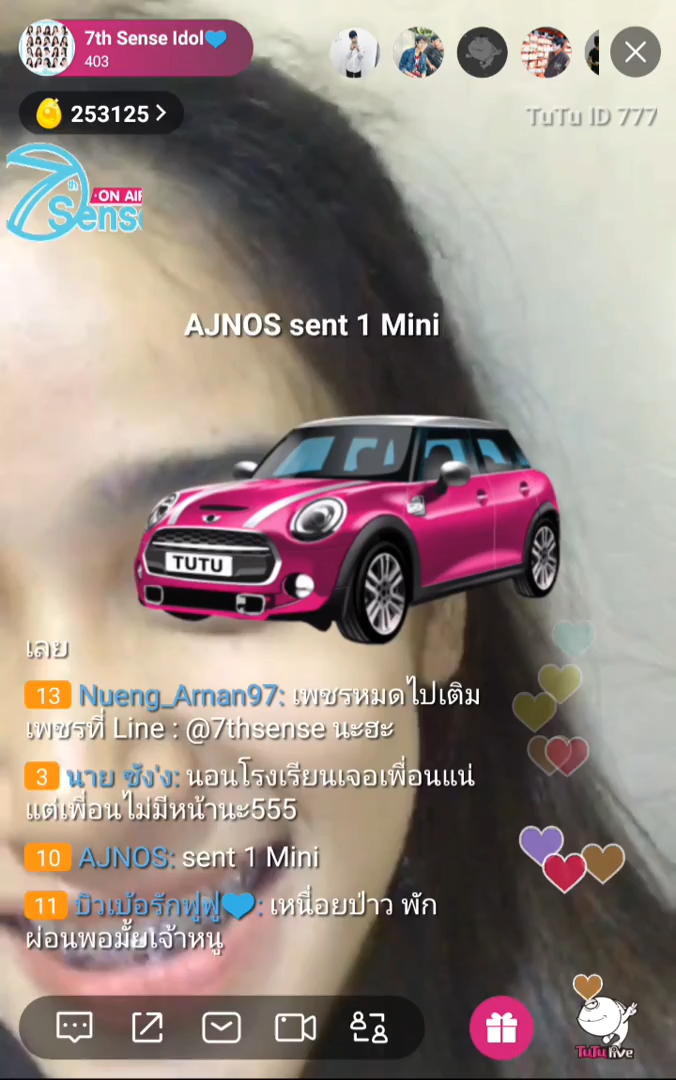 7th Sense Idol
403
253125
TuTu ID 777
7th
ON AIR
Sens
AJNOS sent 1 Mini
TUTU
เลย
13 Nueng_Arnan97: เพชรหมดไปเติม
เพชรที่ Line : @7thsense นะฮะ
3 นาย ซัง่ง: นอนโรงเรียนเจอเพื่อนแน่
แต่เพื่อนไม่มีหน้านะ555
10 AJNOS: sent 1 Mini
11 บิวเบ้อรักฟูฟู: เหนื่อยป่าว พัก
ผ่อนพอมั้ยเจ้าหนู
TuTu live